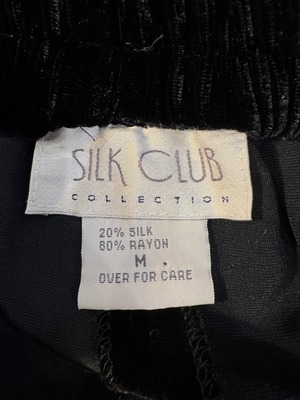 SILK CLUB
COLLECTION
20% SILK
80% RAYON
M
OVER FOR CARE